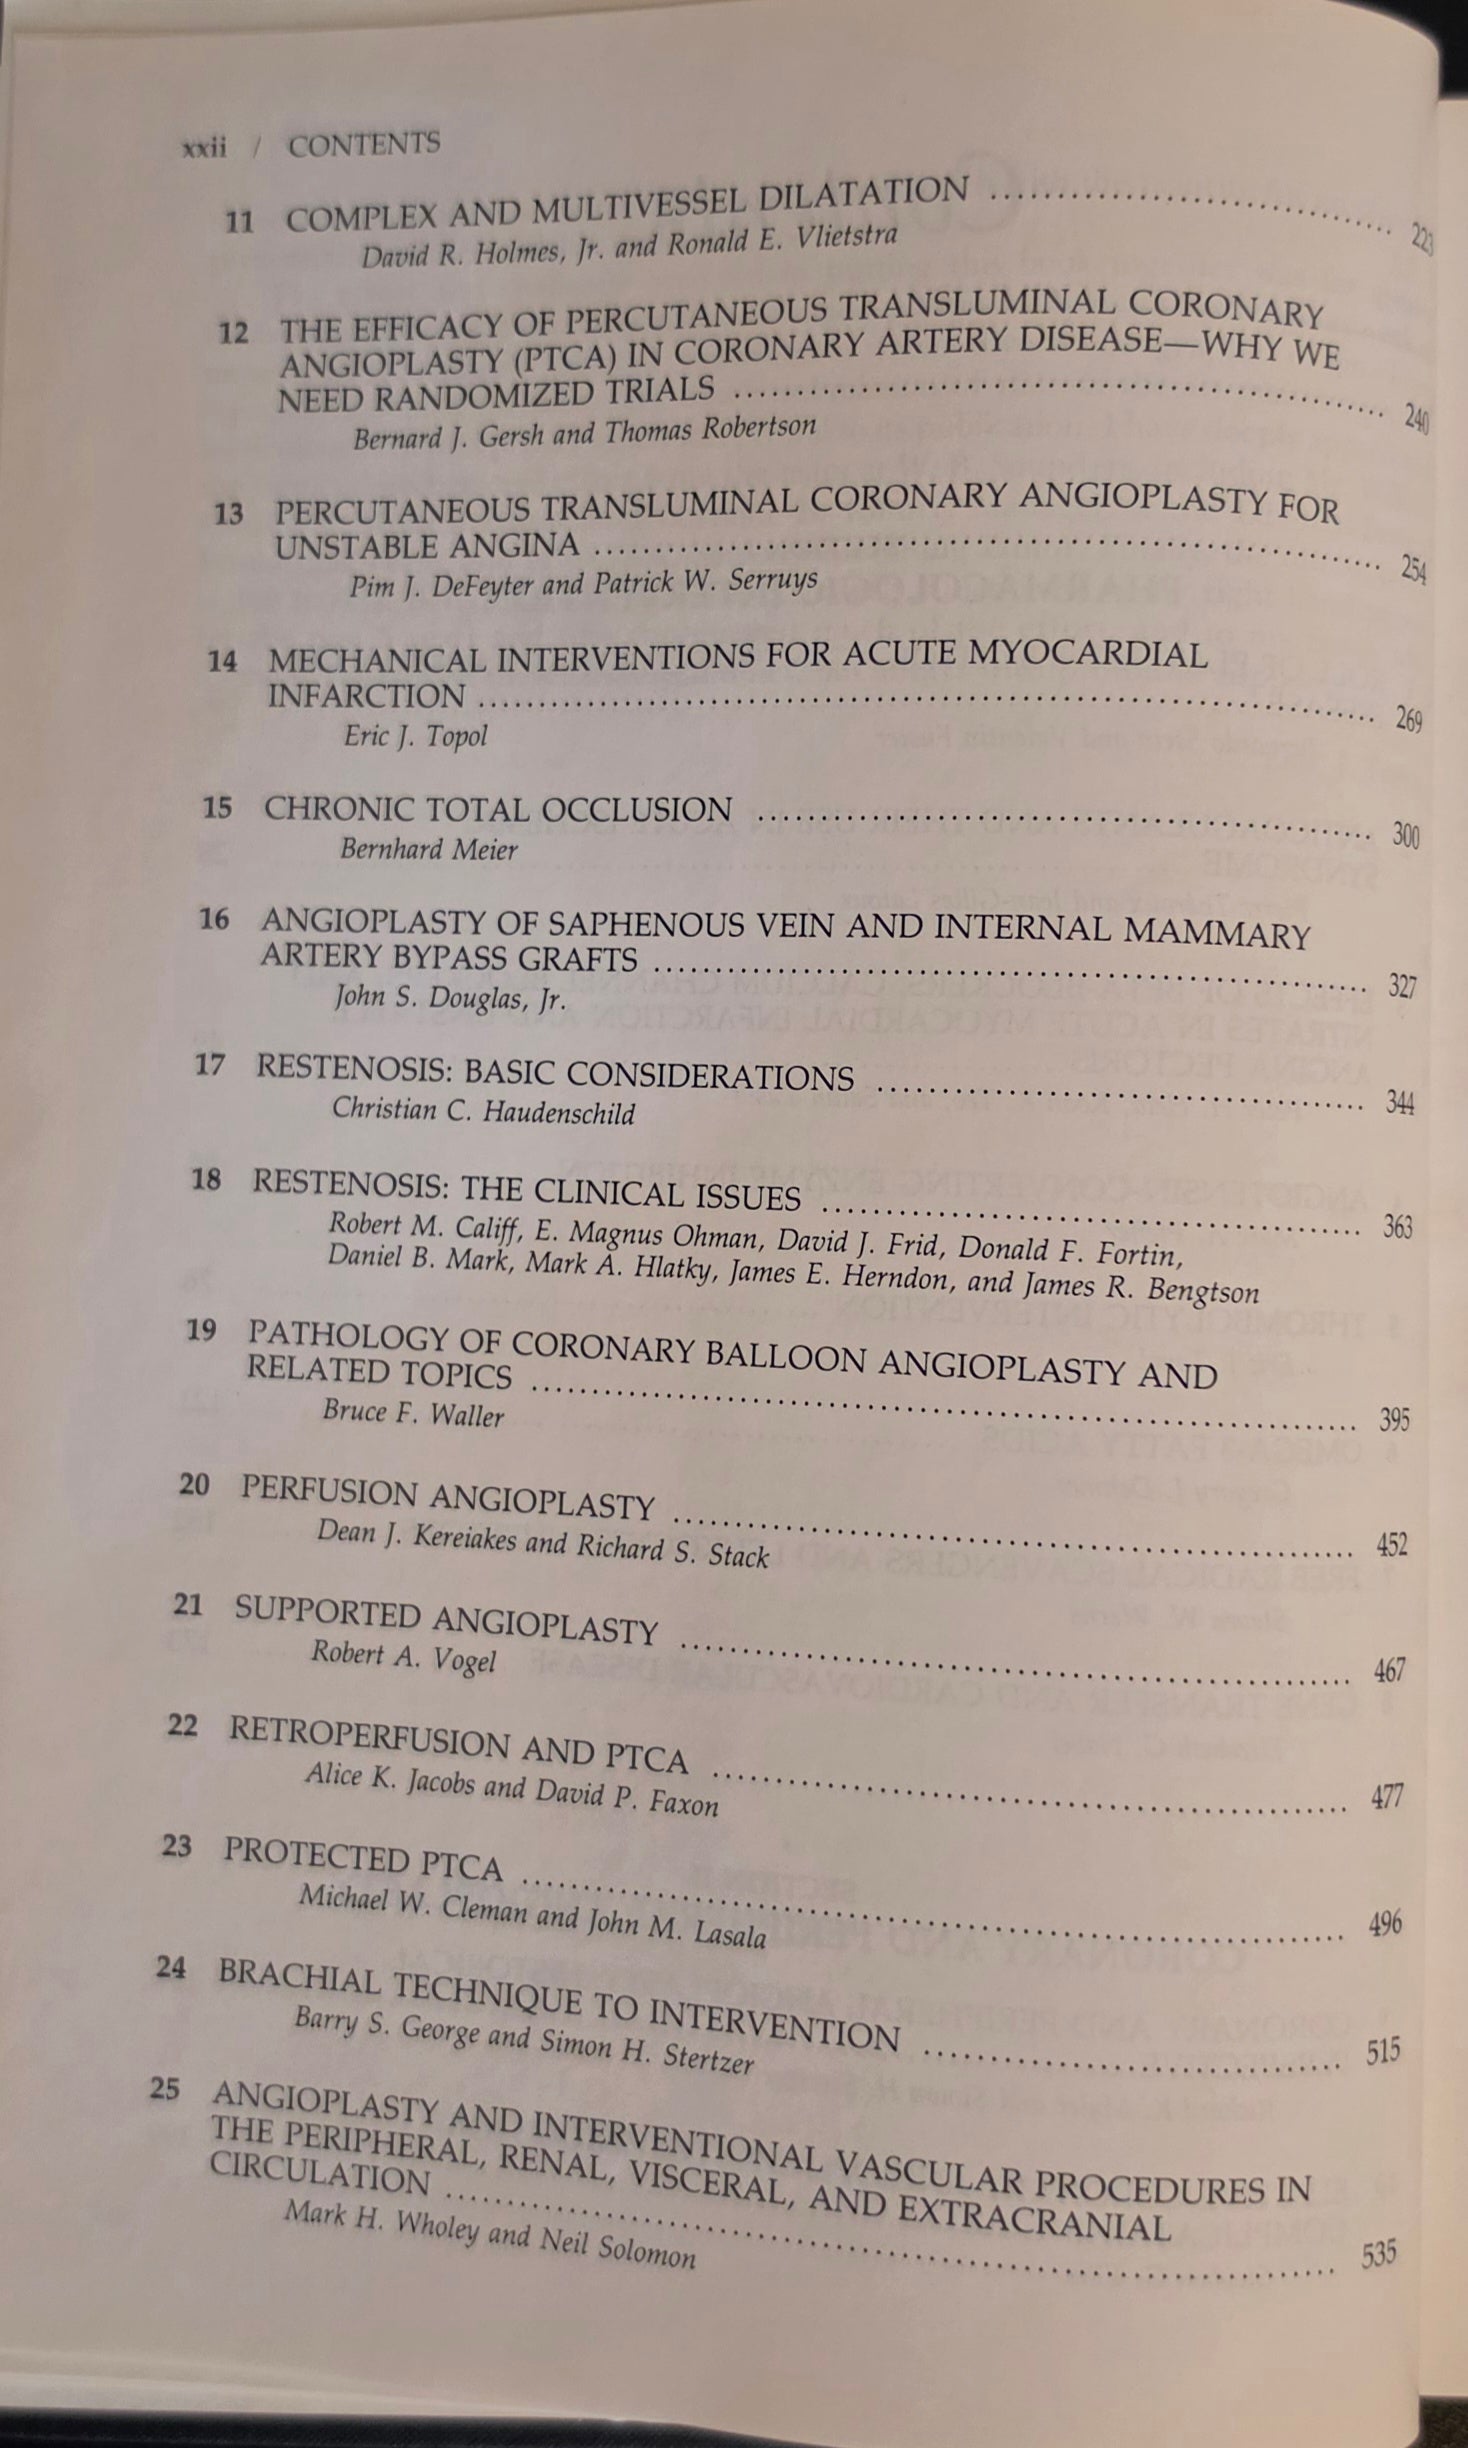 xxii / CONTENTS
11 COMPLEX AND MULTIVESSEL DILATATION .......... 223
David R. Holmes, Jr. and Ronald E. Vlietstra
12 THE EFFICACY OF PERCUTANEOUS TRANSLUMINAL CORONARY
ANGIOPLASTY (PTCA) IN CORONARY ARTERY DISEASE—WHY WE
NEED RANDOMIZED TRIALS .......... 240
Bernard J. Gersh and Thomas Robertson
13 PERCUTANEOUS TRANSLUMINAL CORONARY ANGIOPLASTY FOR
UNSTABLE ANGINA .......... 254
Pim J. DeFeyter and Patrick W. Serruys
14 MECHANICAL INTERVENTIONS FOR ACUTE MYOCARDIAL
INFARCTION .......... 269
Eric J. Topol
15 CHRONIC TOTAL OCCLUSION .......... 300
Bernhard Meier
16 ANGIOPLASTY OF SAPHENOUS VEIN AND INTERNAL MAMMARY
ARTERY BYPASS GRAFTS .......... 327
John S. Douglas, Jr.
17 RESTENOSIS: BASIC CONSIDERATIONS .......... 344
Christian C. Haudenschild
18 RESTENOSIS: THE CLINICAL ISSUES .......... 363
Robert M. Califf, E. Magnus Ohman, David J. Frid, Donald F. Fortin,
Daniel B. Mark, Mark A. Hlatky, James E. Herndon, and James R. Bengtson
19 PATHOLOGY OF CORONARY BALLOON ANGIOPLASTY AND
RELATED TOPICS .......... 395
Bruce F. Waller
20 PERFUSION ANGIOPLASTY .......... 452
Dean J. Kereiakes and Richard S. Stack
21 SUPPORTED ANGIOPLASTY .......... 467
Robert A. Vogel
22 RETROPERFUSION AND PTCA .......... 477
Alice K. Jacobs and David P. Faxon
23 PROTECTED PTCA .......... 496
Michael W. Cleman and John M. Lasala
24 BRACHIAL TECHNIQUE TO INTERVENTION .......... 515
Barry S. George and Simon H. Stertzer
25 ANGIOPLASTY AND INTERVENTIONAL VASCULAR PROCEDURES IN
THE PERIPHERAL, RENAL, VISCERAL, AND EXTRACRANIAL
CIRCULATION .......... 535
Mark H. Wholey and Neil Solomon